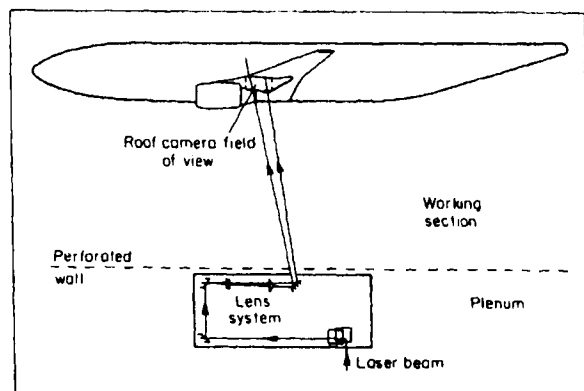 Roof camera field
of view
Working
section
Perforated
wall
Lens
system
Plenum
Laser beam